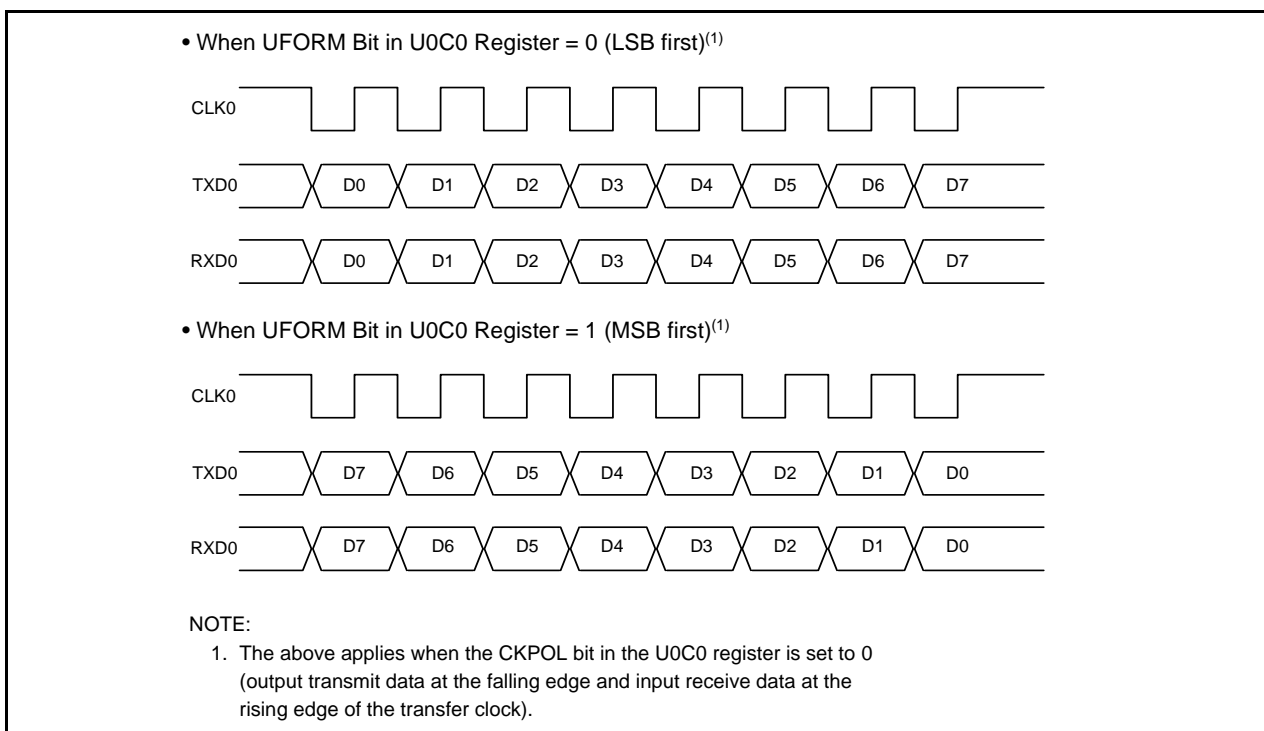 • When UFORM Bit in U0C0 Register = 0 (LSB first)(1)
CLK0
TXD0 D0 D1 D2 D3 D4 D5 D6 D7
RXD0 D0 D1 D2 D3 D4 D5 D6 D7
• When UFORM Bit in U0C0 Register = 1 (MSB first)(1)
CLK0
TXD0 D7 D6 D5 D4 D3 D2 D1 D0
RXD0 D7 D6 D5 D4 D3 D2 D1 D0
NOTE:
1. The above applies when the CKPOL bit in the U0C0 register is set to 0
(output transmit data at the falling edge and input receive data at the
rising edge of the transfer clock).